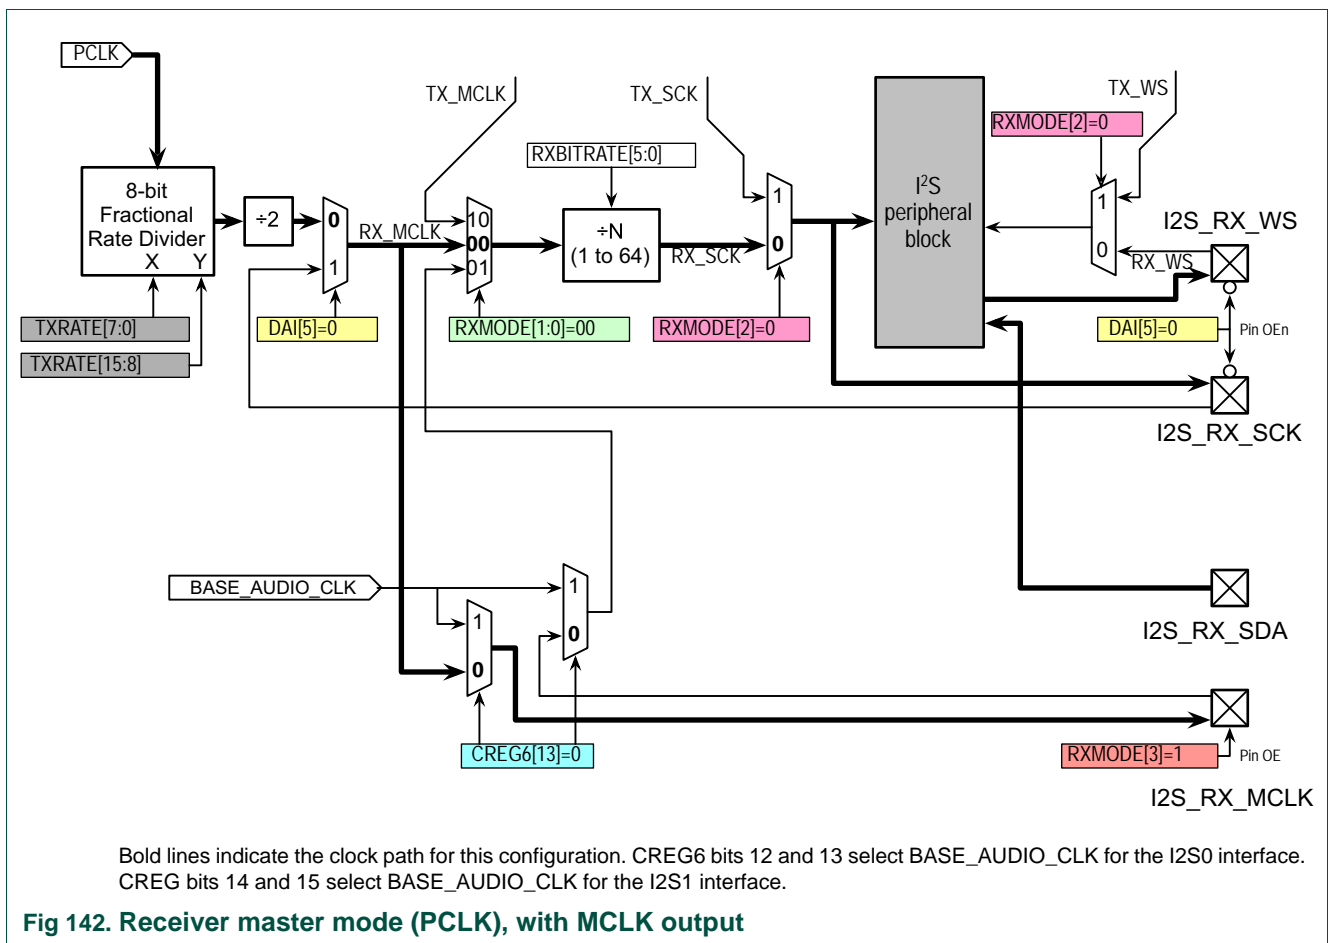 PCLK
TX_MCLK
TX_SCK
TX_WS
RXMODE[2]=0
RXBITRATE[5:0]
8-bit
Fractional
Rate Divider
X Y
÷2
0
1
RX_MCLK
10
00
01
÷N
(1 to 64)
RX_SCK
1
0
I²S
peripheral
block
1
0
RX_WS
I2S_RX_WS
TXRATE[7:0]
TXRATE[15:8]
DAI[5]=0
RXMODE[1:0]=00
RXMODE[2]=0
DAI[5]=0
Pin OEn
I2S_RX_SCK
BASE_AUDIO_CLK
1
0
1
0
I2S_RX_SDA
CREG6[13]=0
RXMODE[3]=1
Pin OE
I2S_RX_MCLK
Bold lines indicate the clock path for this configuration. CREG6 bits 12 and 13 select BASE_AUDIO_CLK for the I2S0 interface.
CREG bits 14 and 15 select BASE_AUDIO_CLK for the I2S1 interface.
Fig 142. Receiver master mode (PCLK), with MCLK output